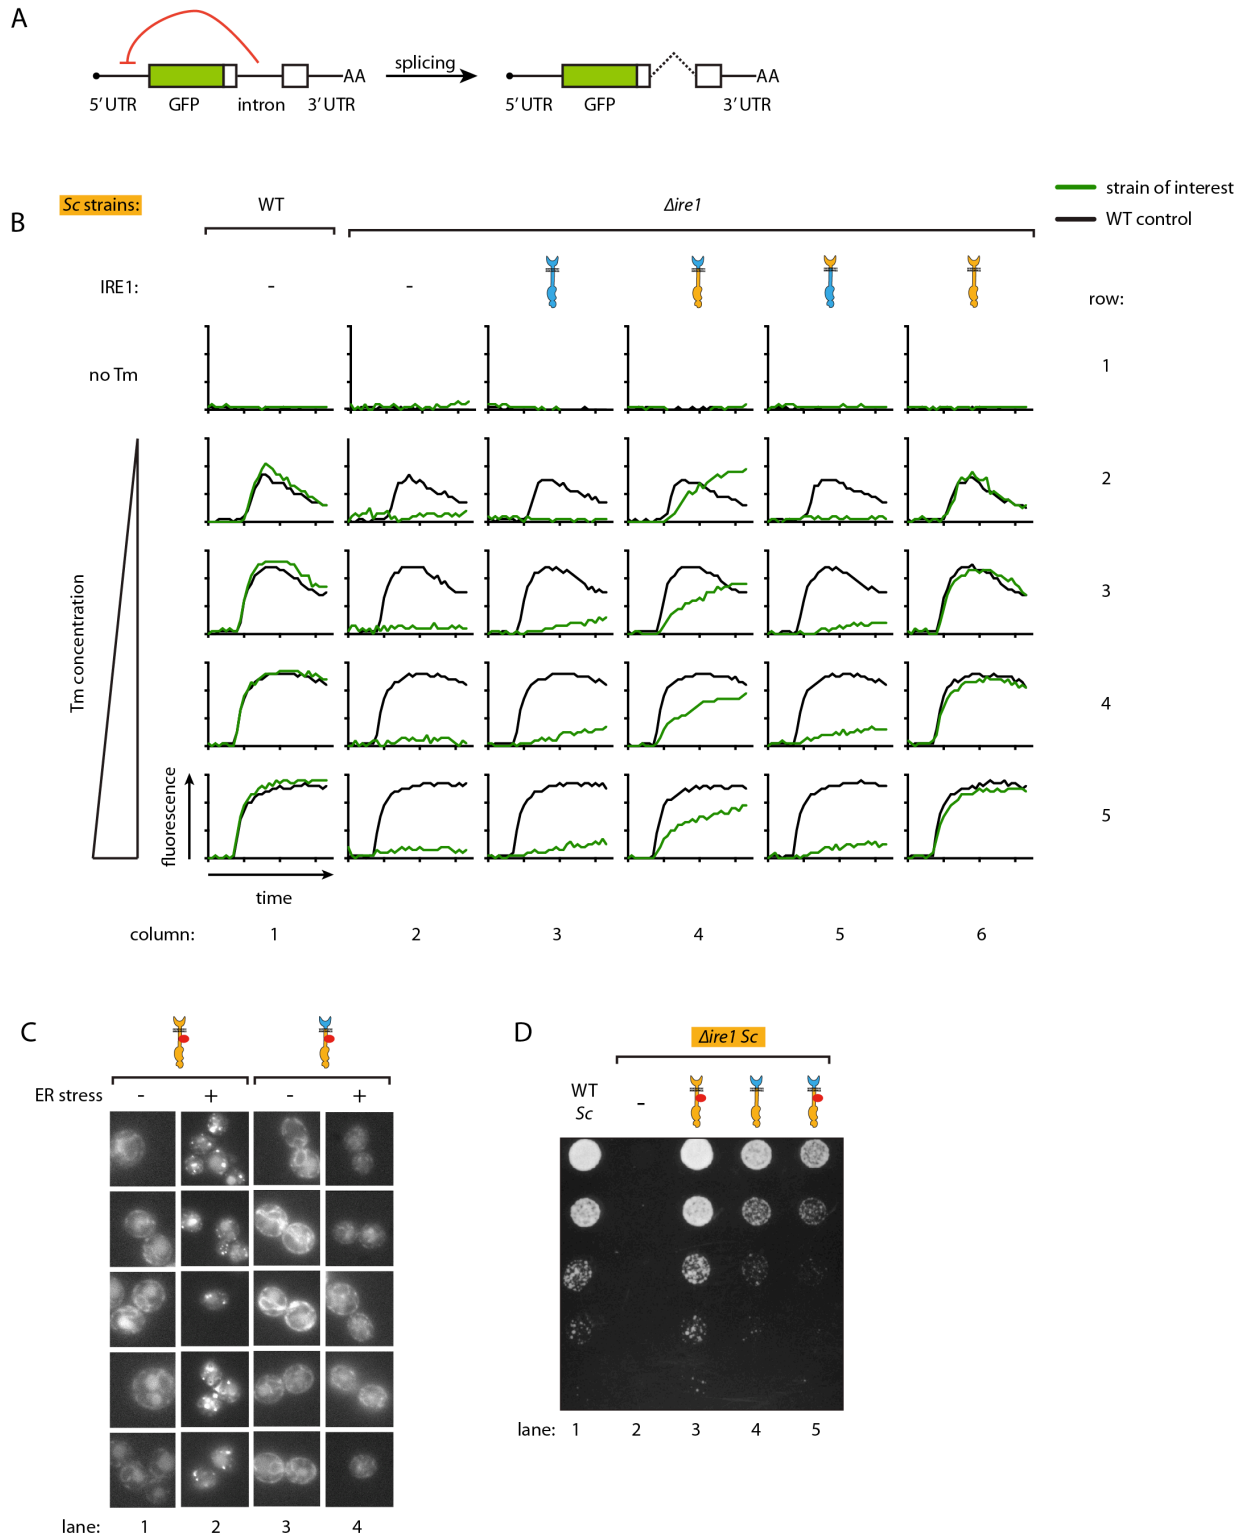 A
5’ UTR GFP intron 3’ UTR AA
splicing
5’ UTR GFP 3’ UTR AA
strain of interest
WT control
Sc strains: WT Δire1
B
IRE1: - - row:
no Tm 1
2
3
4
5
Tm concentration
fluorescence
time
column: 1 2 3 4 5 6
C
ER stress - + - +
lane: 1 2 3 4
D
Δire1 Sc
WT
Sc -
lane: 1 2 3 4 5